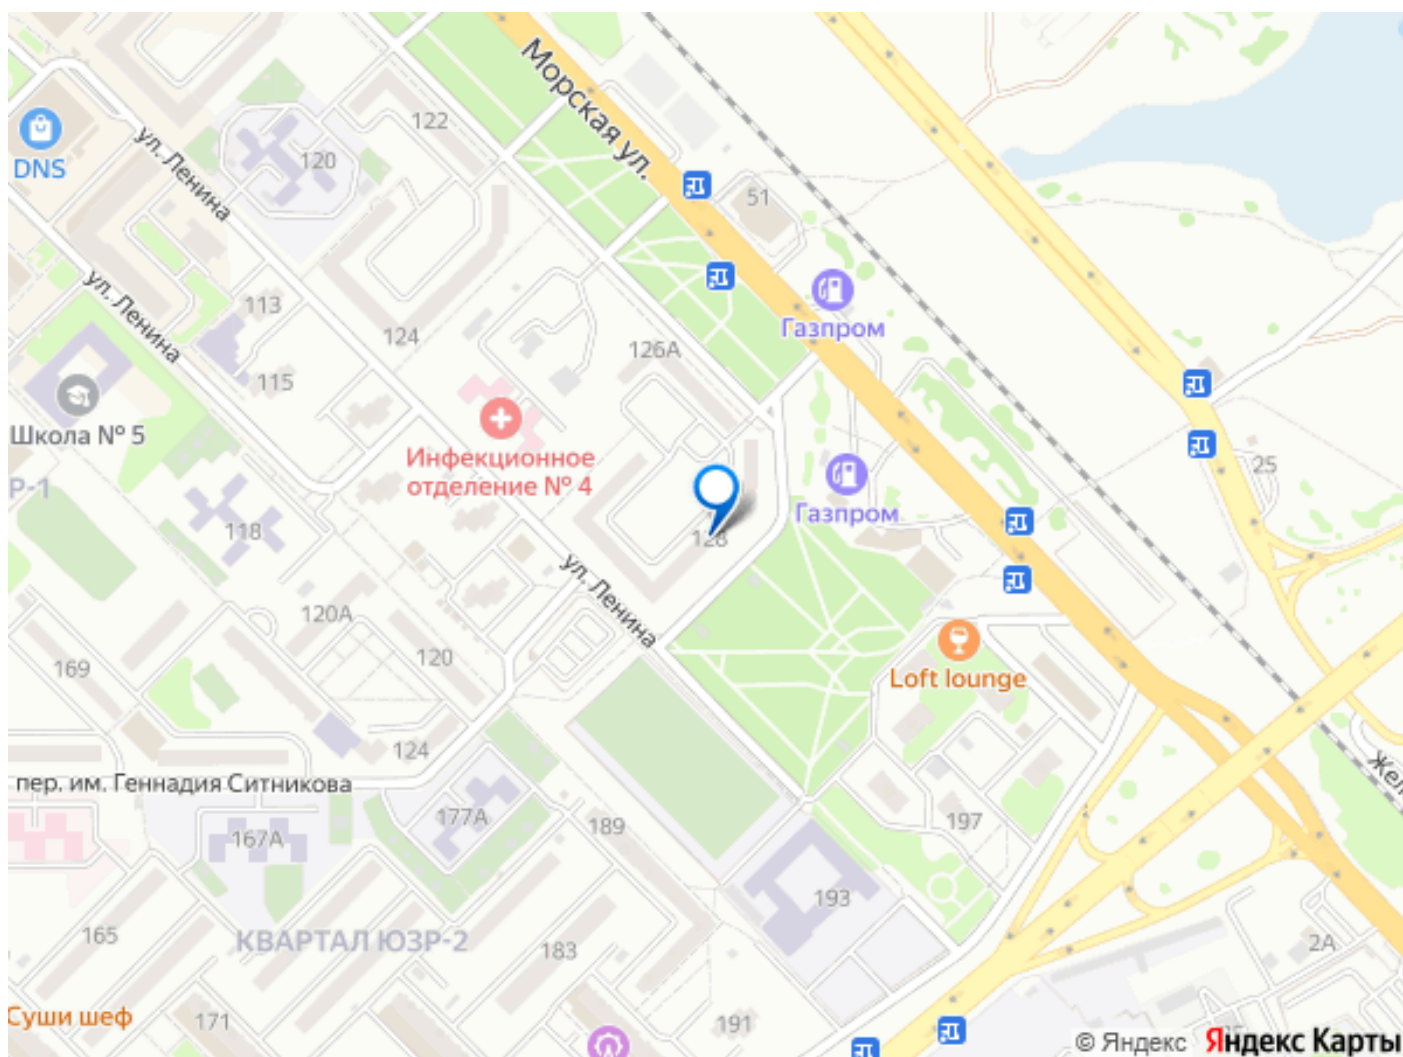 Морская ул.
122
DNS
120
ул. Ленина
51
113
ул. Ленина
Газпром
124
126А
115
Школа № 5
Инфекционное
отделение № 4
25
Р-1
Газпром
118
128
ул. Ленина
120А
120
169
Loft lounge
124
пер. им. Геннадия Ситникова
177А
189
197
167А
193
165
КВАРТАЛ ЮЗР-2
183
2А
Суши шеф
171
191
© Яндекс Яндекс Карты